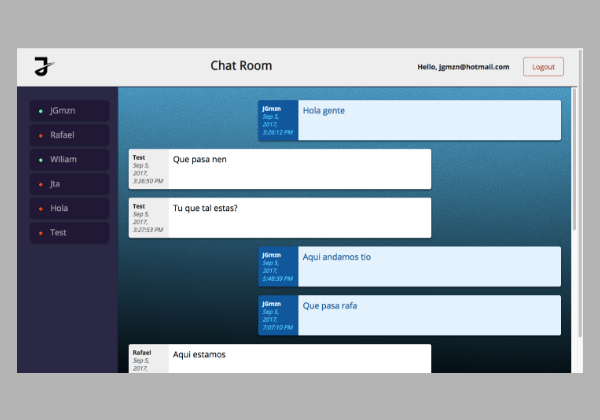 Chat Room
Hello, jgmzn@hotmail.com
Logout
JGmzn
Rafael
Wiliam
Jta
Hola
Test
JGmzn
Sep 5,
2017,
3:26:12 PM
Hola gente
Test
Sep 5,
2017,
3:26:50 PM
Que pasa nen
Test
Sep 5,
2017,
3:27:53 PM
Tu que tal estas?
JGmzn
Sep 5,
2017,
5:48:39 PM
Aqui andamos tio
JGmzn
Sep 5,
2017,
7:07:10 PM
Que pasa rafa
Rafael
Sep 5,
2017,
Aqui estamos